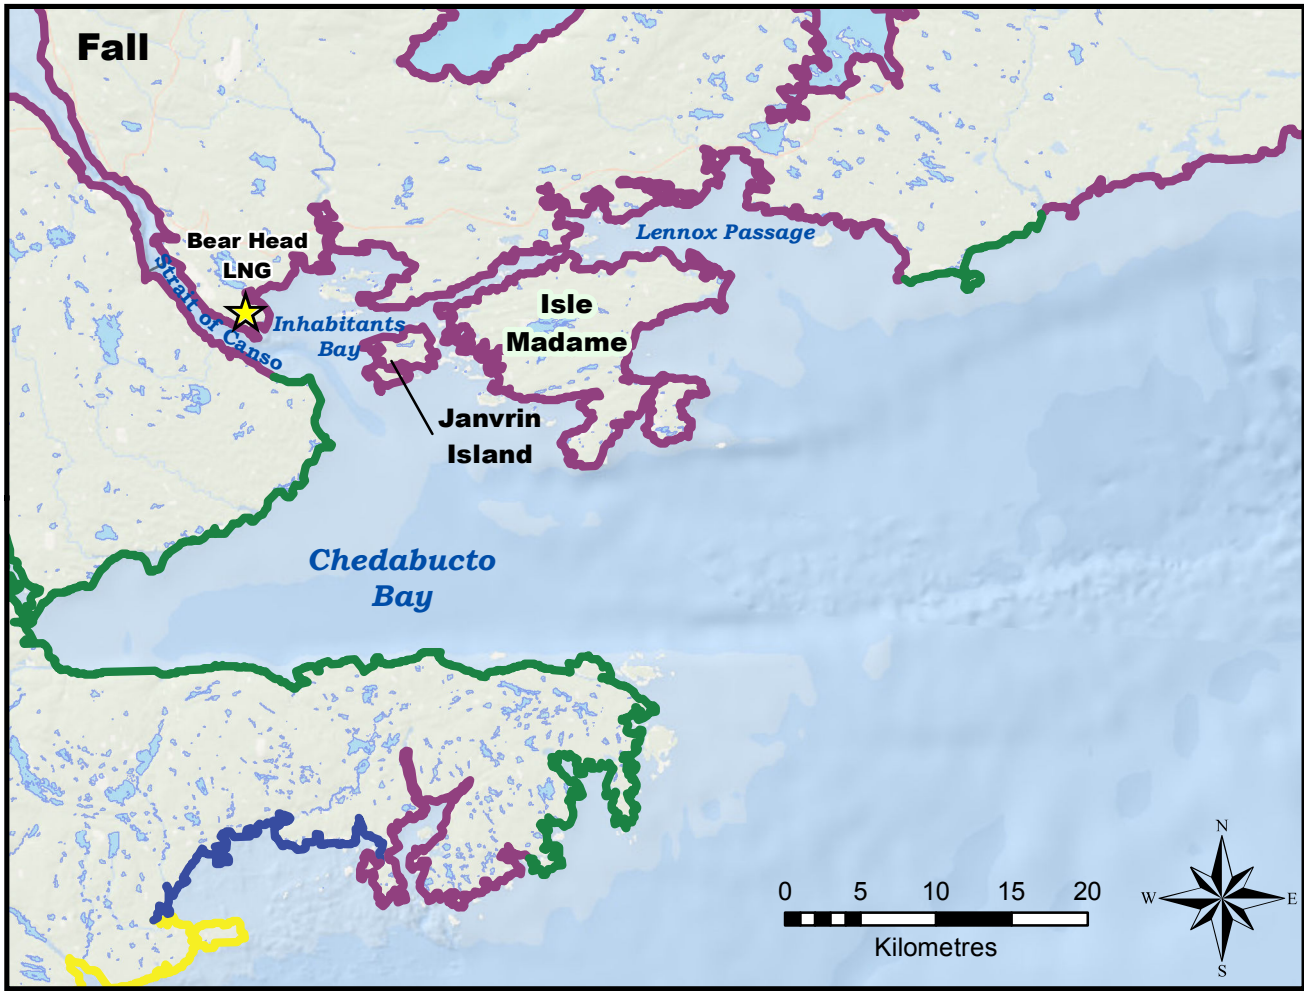 Fall
Bear Head
LNG
Strait of Canso
Inhabitants
Bay
Lennox Passage
Isle
Madame
Janvrin
Island
Chedabucto
Bay
0 5 10 15 20
Kilometres
N
W E
S